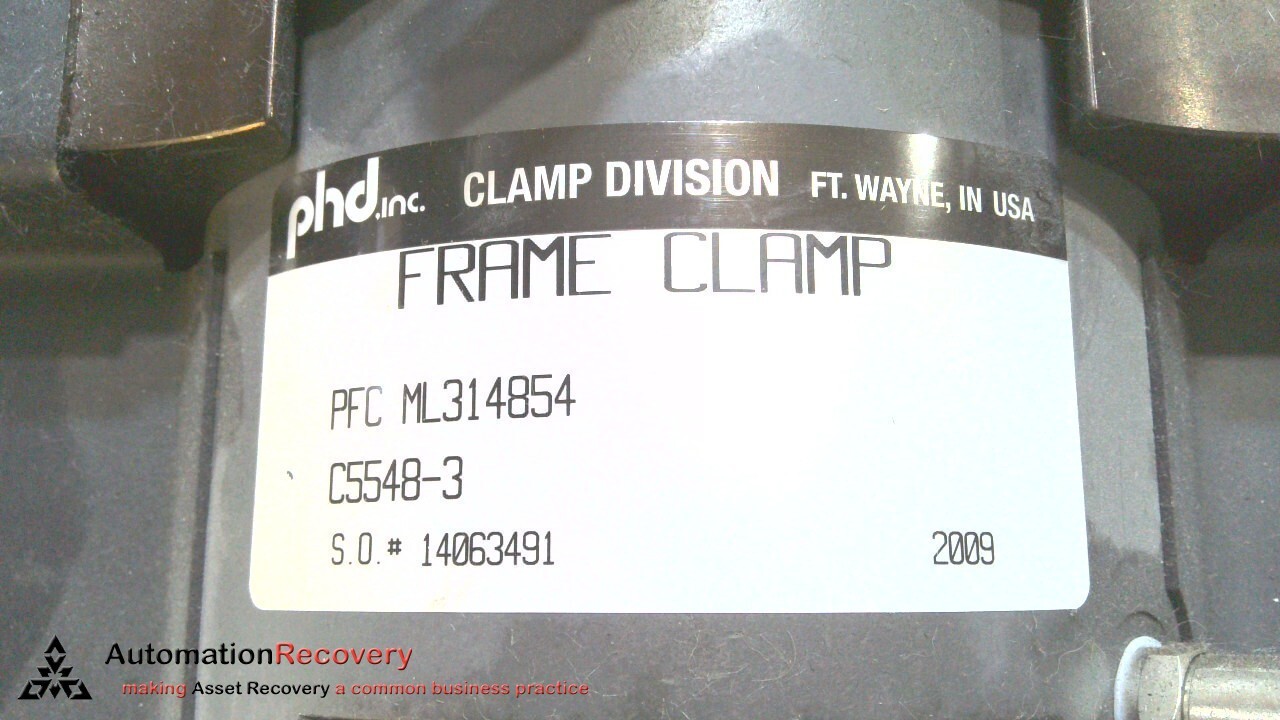 phd,inc. CLAMP DIVISION FT. WAYNE, IN USA
FRAME CLAMP
PFC ML314854
C5548-3
S.O.# 14063491 2009
AutomationRecovery
making Asset Recovery a common business practice